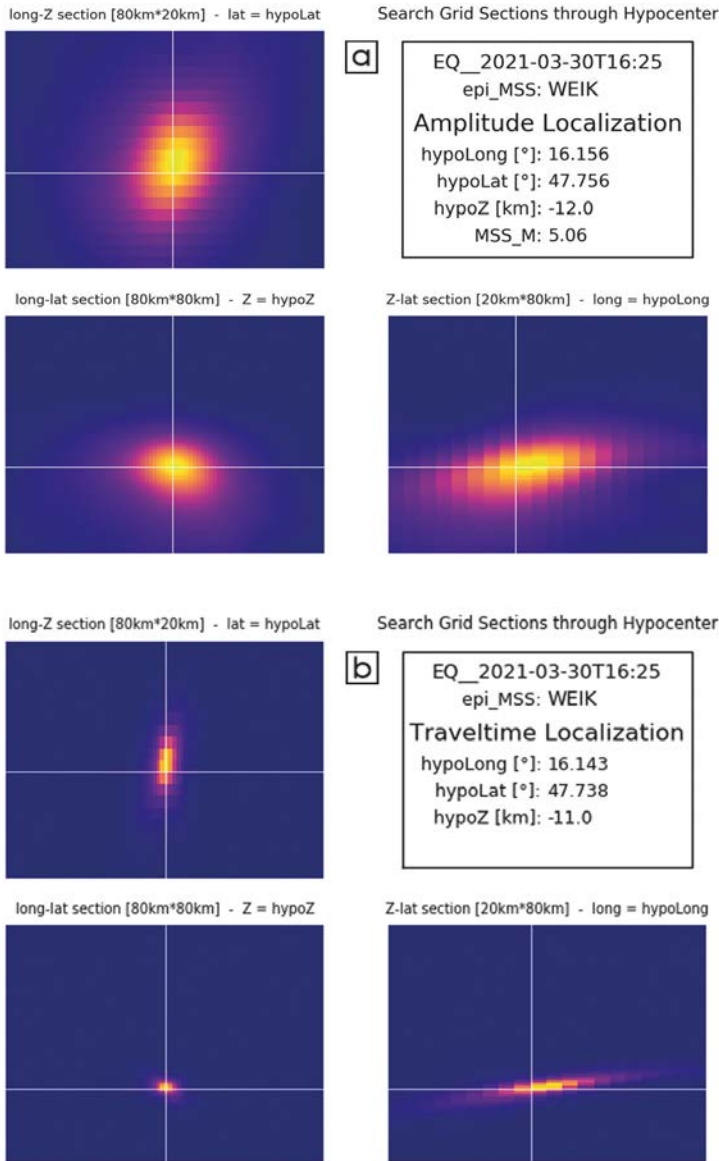 long-Z section [80km*20km] - lat = hypoLat
Search Grid Sections through Hypocenter
a
EQ__2021-03-30T16:25
epi_MSS: WEIK
Amplitude Localization
hypoLong [°]: 16.156
hypoLat [°]: 47.756
hypoZ [km]: -12.0
MSS_M: 5.06
long-lat section [80km*80km] - Z = hypoZ
Z-lat section [20km*80km] - long = hypoLong
long-Z section [80km*20km] - lat = hypoLat
Search Grid Sections through Hypocenter
b
EQ__2021-03-30T16:25
epi_MSS: WEIK
Traveltime Localization
hypoLong [°]: 16.143
hypoLat [°]: 47.738
hypoZ [km]: -11.0
long-lat section [80km*80km] - Z = hypoZ
Z-lat section [20km*80km] - long = hypoLong